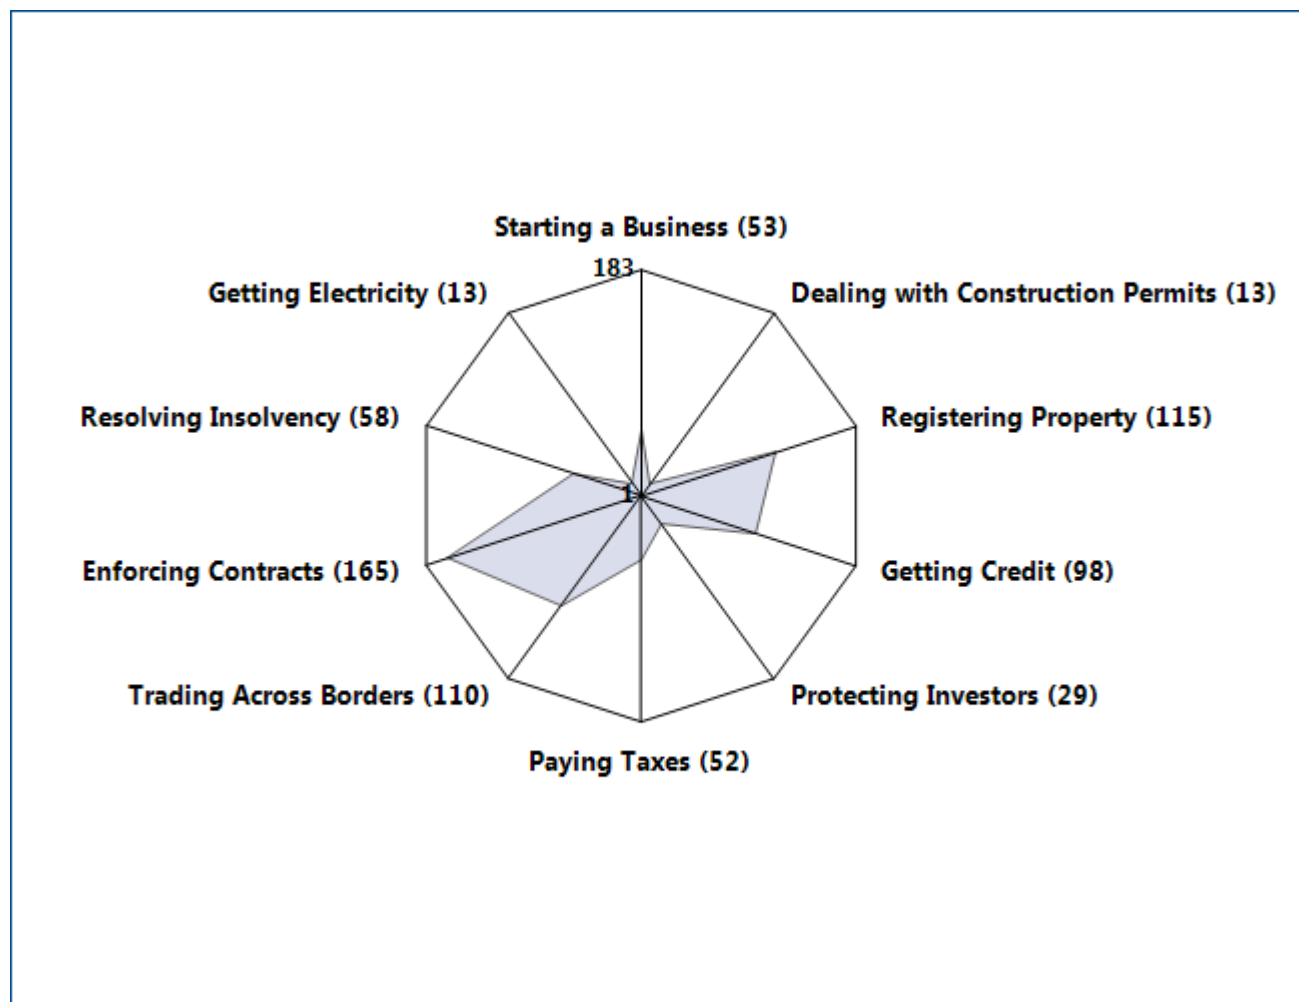 Starting a Business (53)
183
Getting Electricity (13)
Dealing with Construction Permits (13)
Resolving Insolvency (58)
Registering Property (115)
1
Enforcing Contracts (165)
Getting Credit (98)
Trading Across Borders (110)
Protecting Investors (29)
Paying Taxes (52)